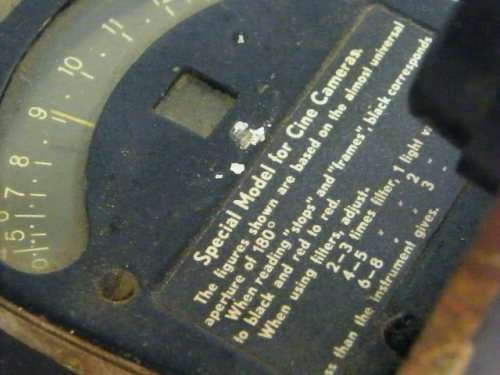 11
10
9
8
7
6
5
Special Model for Cine Cameras.
The figures shown are based on the almost universal
aperture of 180°
When reading "stops" and "frames", black corresponds
to black and red to red.
When using filters, adjust.
2-3 times filter, 1 light
4-5 " " 2 "
6-8 " " 3 "
than the instrument gives.